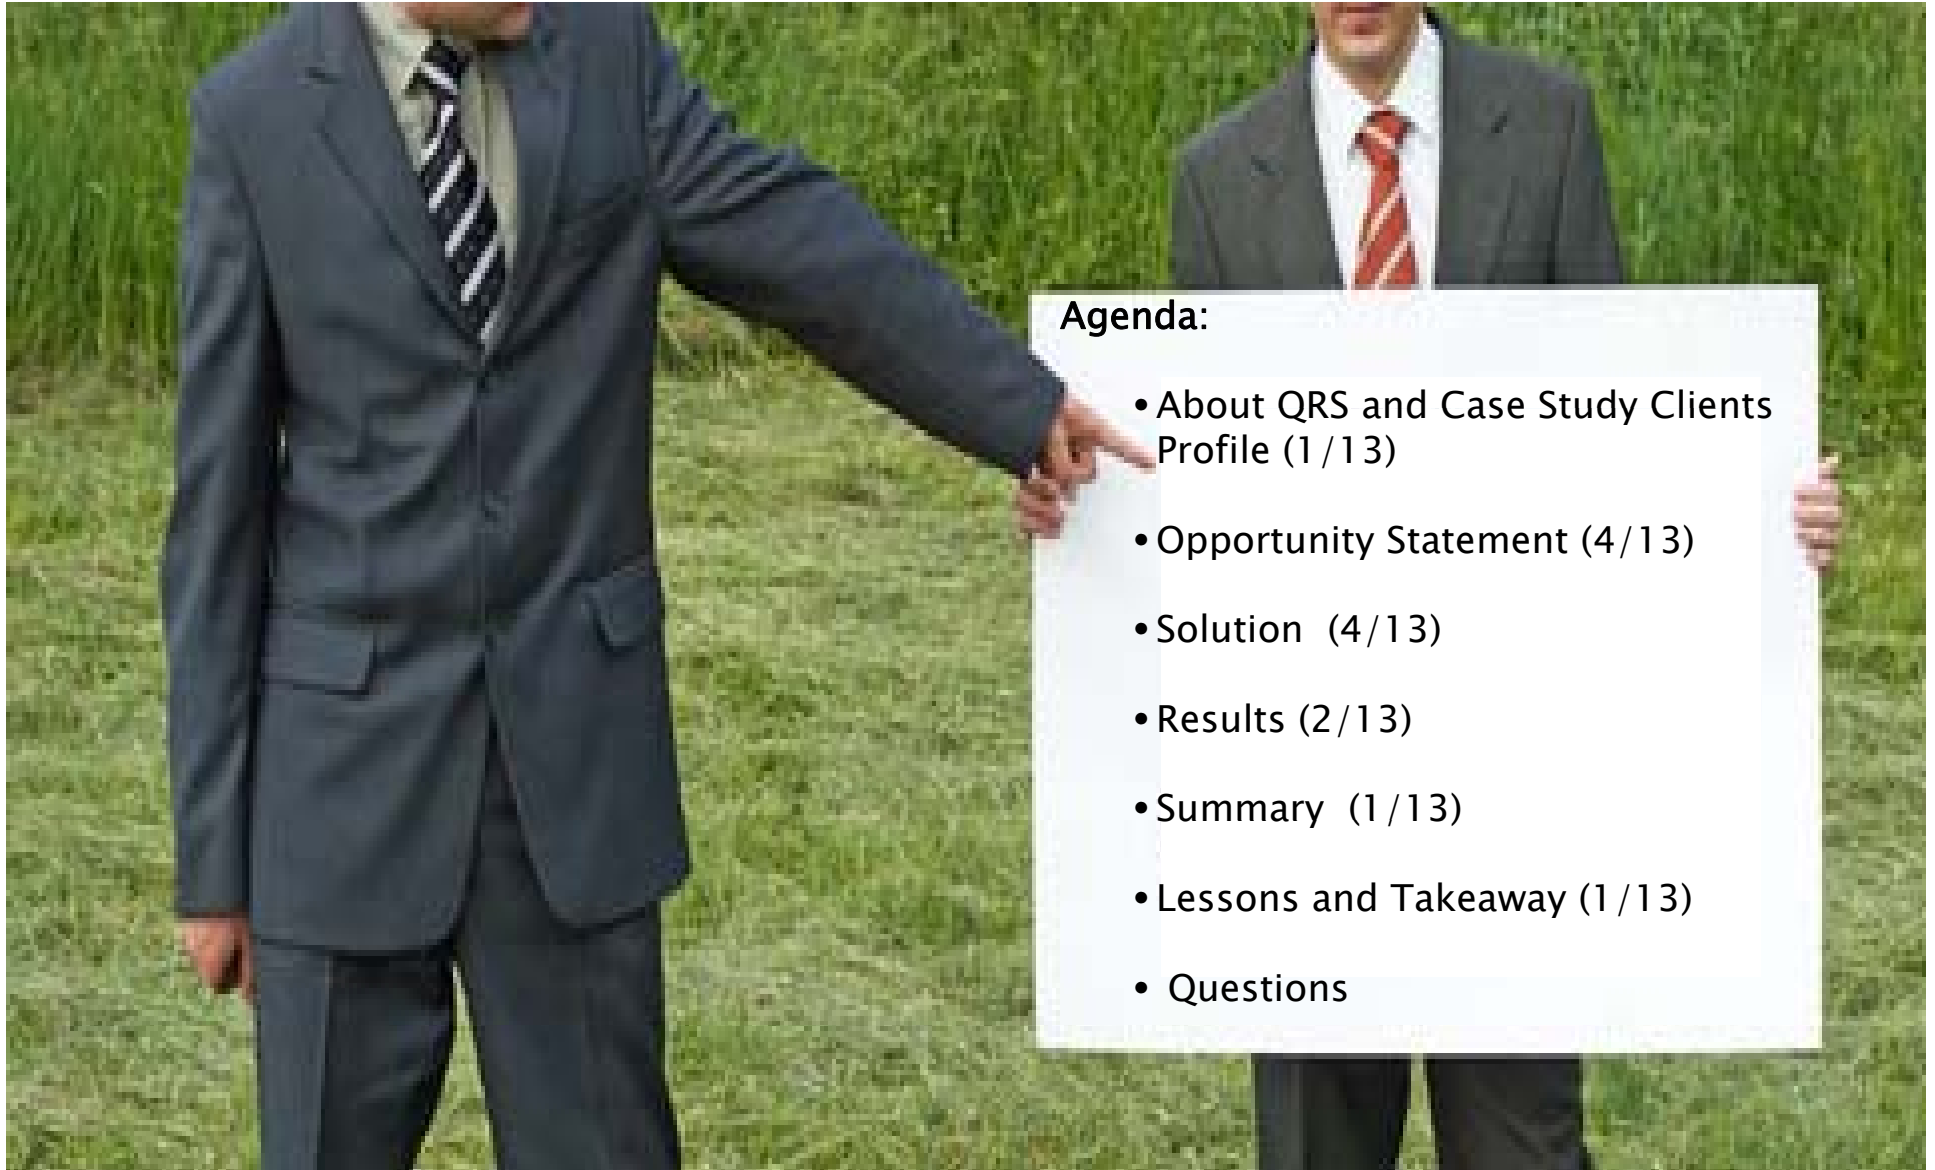 Agenda:
•About QRS and Case Study Clients
Profile (1/13)
•Opportunity Statement (4/13)
•Solution  (4/13)
•Results (2/13)
•Summary  (1/13)
•Lessons and Takeaway (1/13)
• Questions